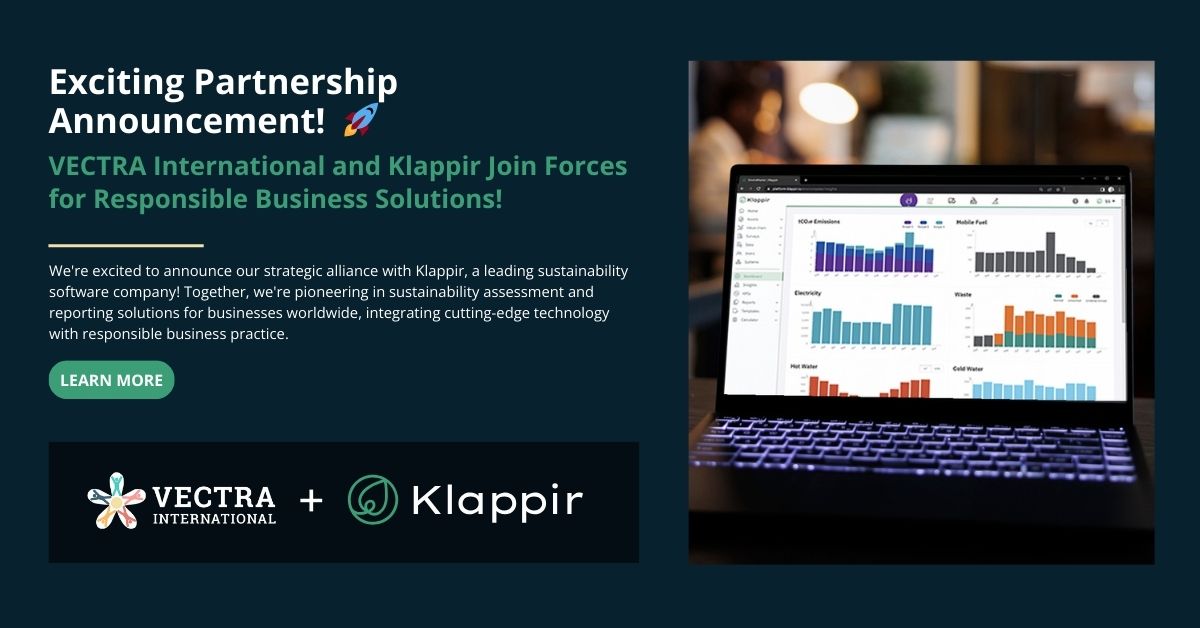 Exciting Partnership
Announcement! 🚀
VECTRA International and Klappir Join Forces
for Responsible Business Solutions!
We're excited to announce our strategic alliance with Klappir, a leading sustainability
software company! Together, we're pioneering in sustainability assessment and
reporting solutions for businesses worldwide, integrating cutting-edge technology
with responsible business practice.
LEARN MORE
VECTRA
INTERNATIONAL
+
Klappir
Klappir
tCO₂e Emissions
Mobile Fuel
Electricity
Waste
Hot Water
Cold Water